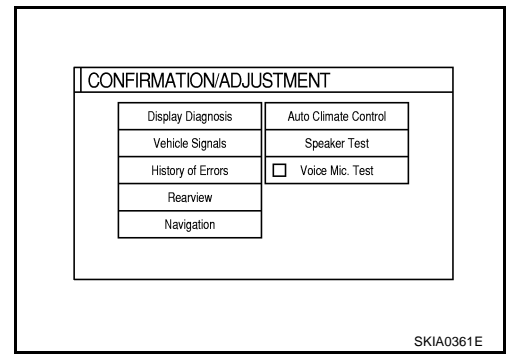 CONFIRMATION/ADJUSTMENT
Display Diagnosis
Auto Climate Control
Vehicle Signals
Speaker Test
History of Errors
Voice Mic. Test
Rearview
Navigation
SKIA0361E